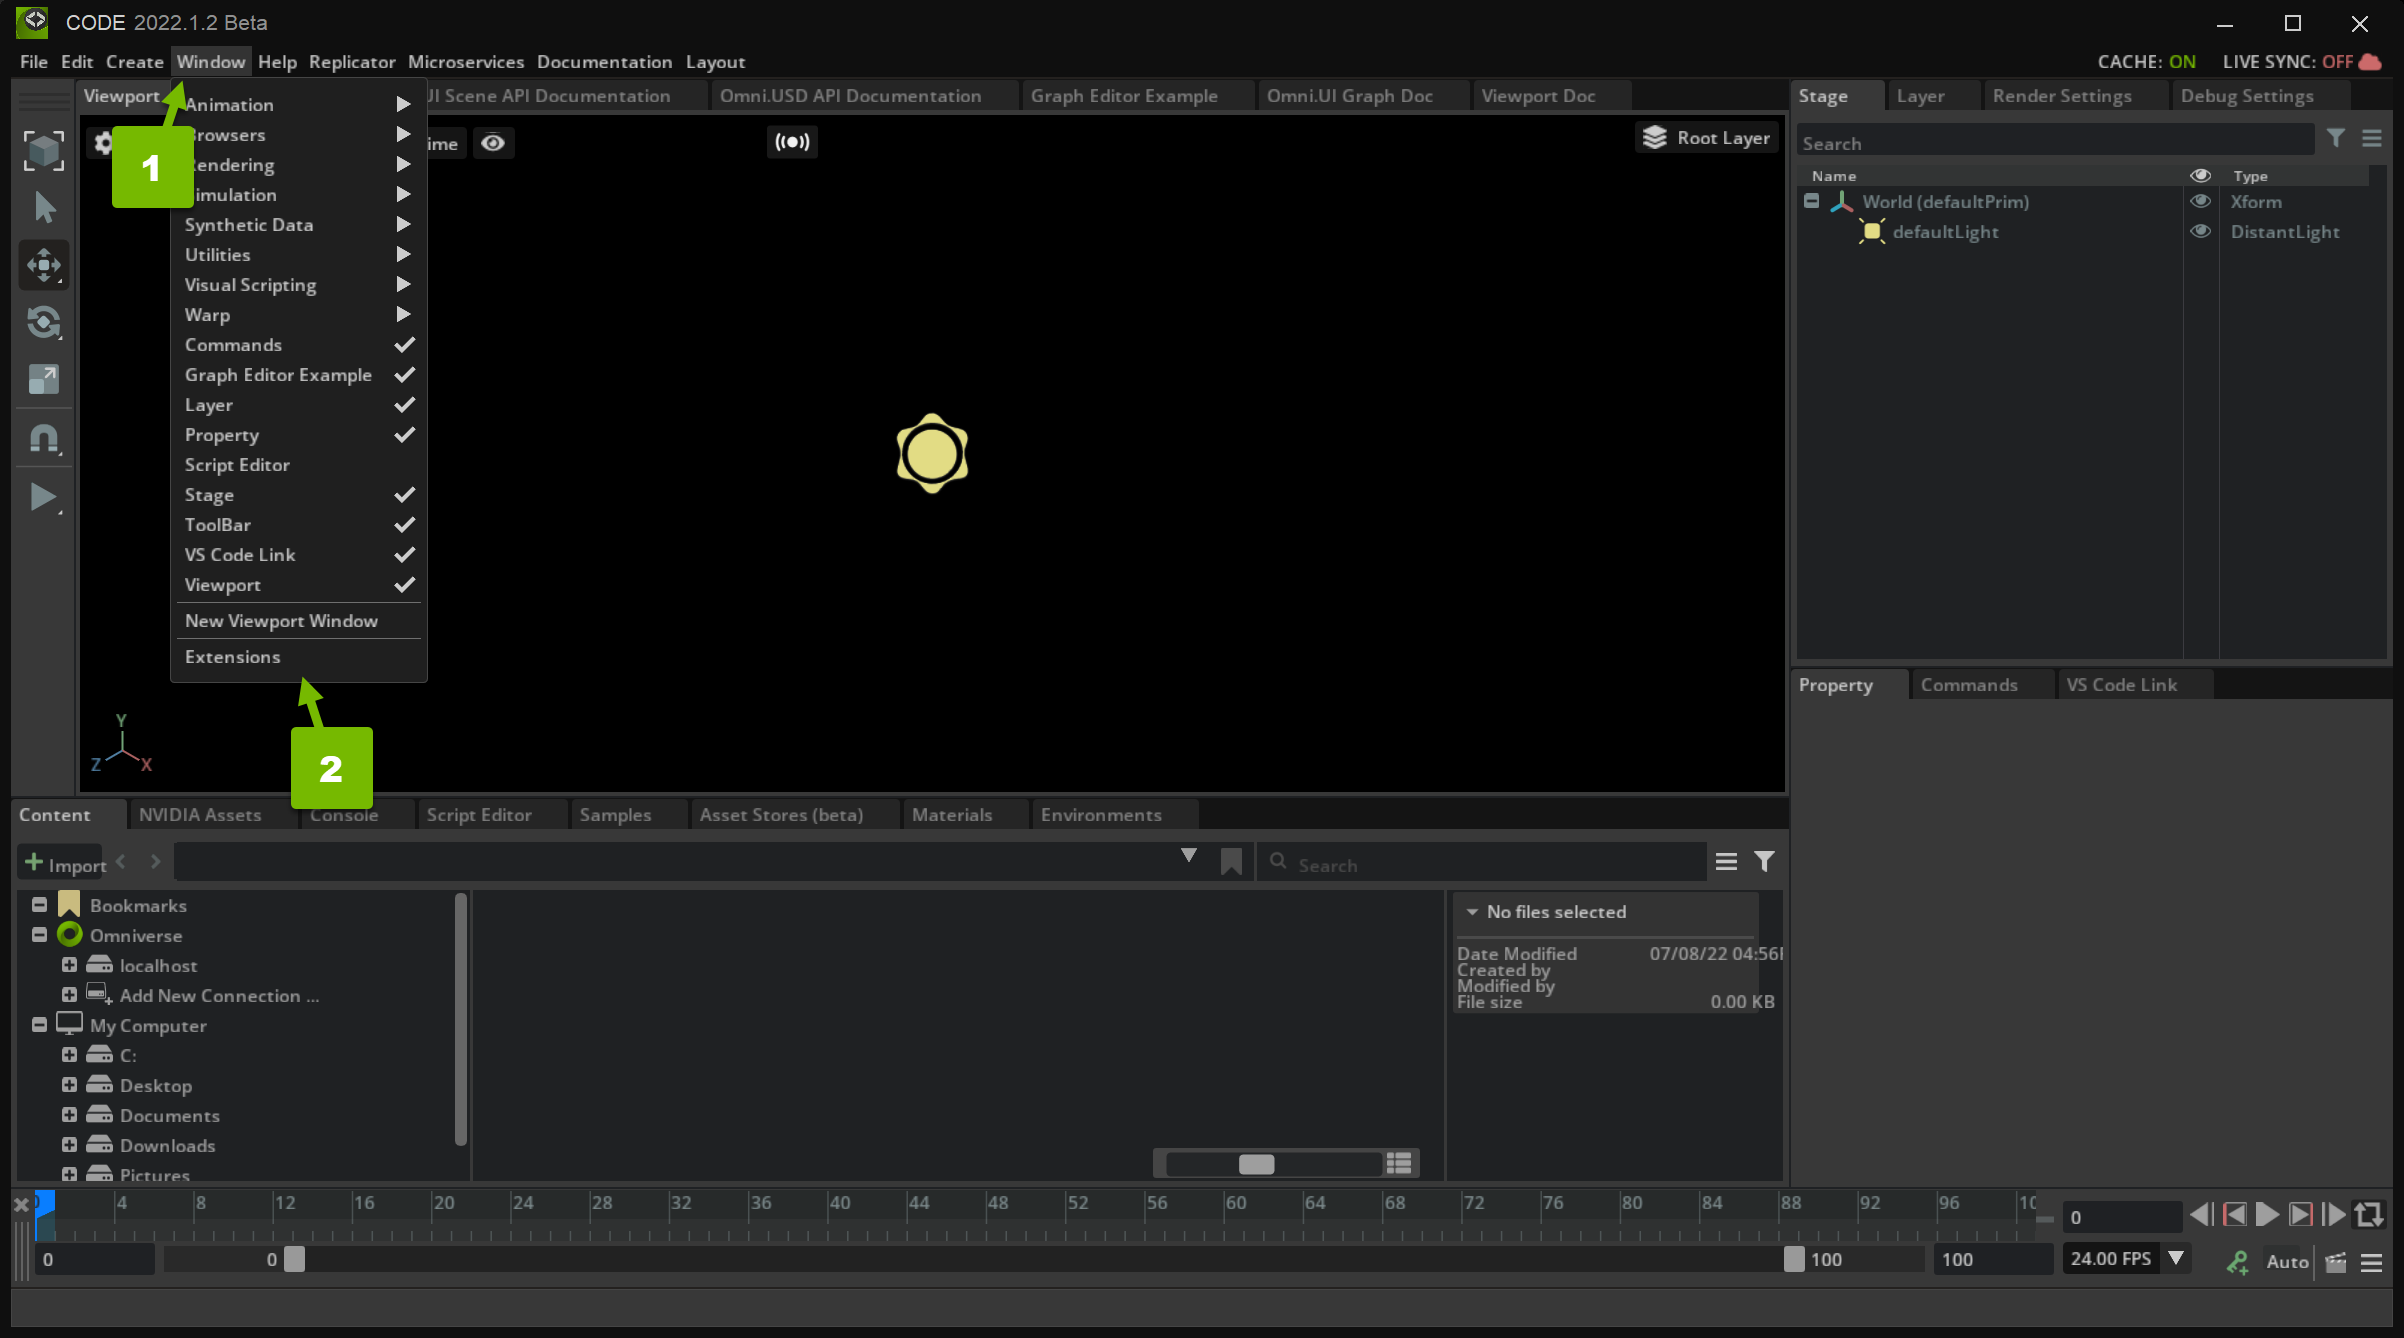 CODE 2022.1.2 Beta
File Edit Create Window Help Replicator Microservices Documentation Layout
CACHE: ON LIVE SYNC: OFF
Viewport
UI Scene API Documentation
Omni.USD API Documentation
Graph Editor Example
Omni.UI Graph Doc
Viewport Doc
Root Layer
1
Animation
Browsers
Rendering
Simulation
Synthetic Data
Utilities
Visual Scripting
Warp
Commands
Graph Editor Example
Layer
Property
Script Editor
Stage
ToolBar
VS Code Link
Viewport
New Viewport Window
Extensions
2
Y
Z X
Stage Layer Render Settings Debug Settings
Search
Name Type
World (defaultPrim) Xform
defaultLight DistantLight
Property Commands VS Code Link
Content NVIDIA Assets Console Script Editor Samples Asset Stores (beta) Materials Environments
Import
Search
Bookmarks
Omniverse
localhost
Add New Connection ...
My Computer
C:
Desktop
Documents
Downloads
Pictures
No files selected
Date Modified 07/08/22 04:56
Created by
Modified by
File size 0.00 KB
4 8 12 16 20 24 28 32 36 40 44 48 52 56 60 64 68 72 76 80 84 88 92 96 10
0
0 0 100 100 24.00 FPS Auto